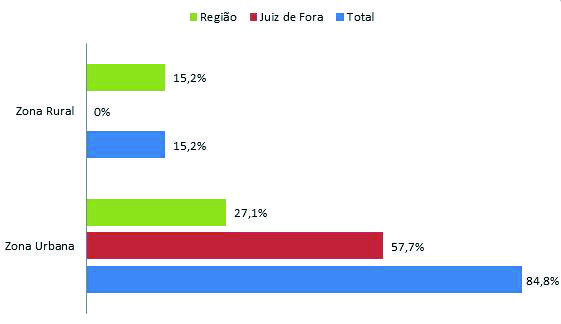 Região Juiz de Fora Total
15,2%
Zona Rural 0%
15,2%
27,1%
Zona Urbana 57,7%
84,8%